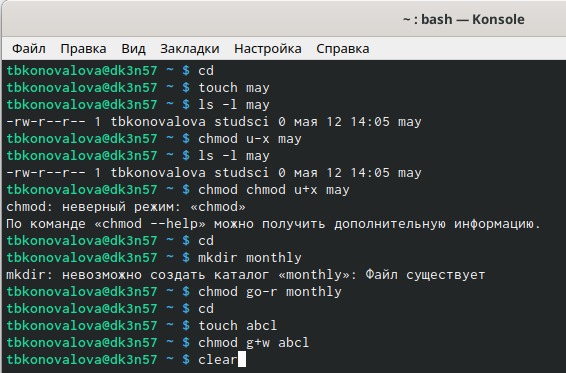 ~ : bash — Konsole
Файл Правка Вид Закладки Настройка Справка
tbkonovalova@dk3n57 ~ $ cd
tbkonovalova@dk3n57 ~ $ touch may
tbkonovalova@dk3n57 ~ $ ls -l may
-rw-r--r-- 1 tbkonovalova studsci 0 мая 12 14:05 may
tbkonovalova@dk3n57 ~ $ chmod u-x may
tbkonovalova@dk3n57 ~ $ ls -l may
-rw-r--r-- 1 tbkonovalova studsci 0 мая 12 14:05 may
tbkonovalova@dk3n57 ~ $ chmod chmod u+x may
chmod: неверный режим: «chmod»
По команде «chmod --help» можно получить дополнительную информацию.
tbkonovalova@dk3n57 ~ $ cd
tbkonovalova@dk3n57 ~ $ mkdir monthly
mkdir: невозможно создать каталог «monthly»: Файл существует
tbkonovalova@dk3n57 ~ $ chmod go-r monthly
tbkonovalova@dk3n57 ~ $ cd
tbkonovalova@dk3n57 ~ $ touch abcl
tbkonovalova@dk3n57 ~ $ chmod g+w abcl
tbkonovalova@dk3n57 ~ $ clear